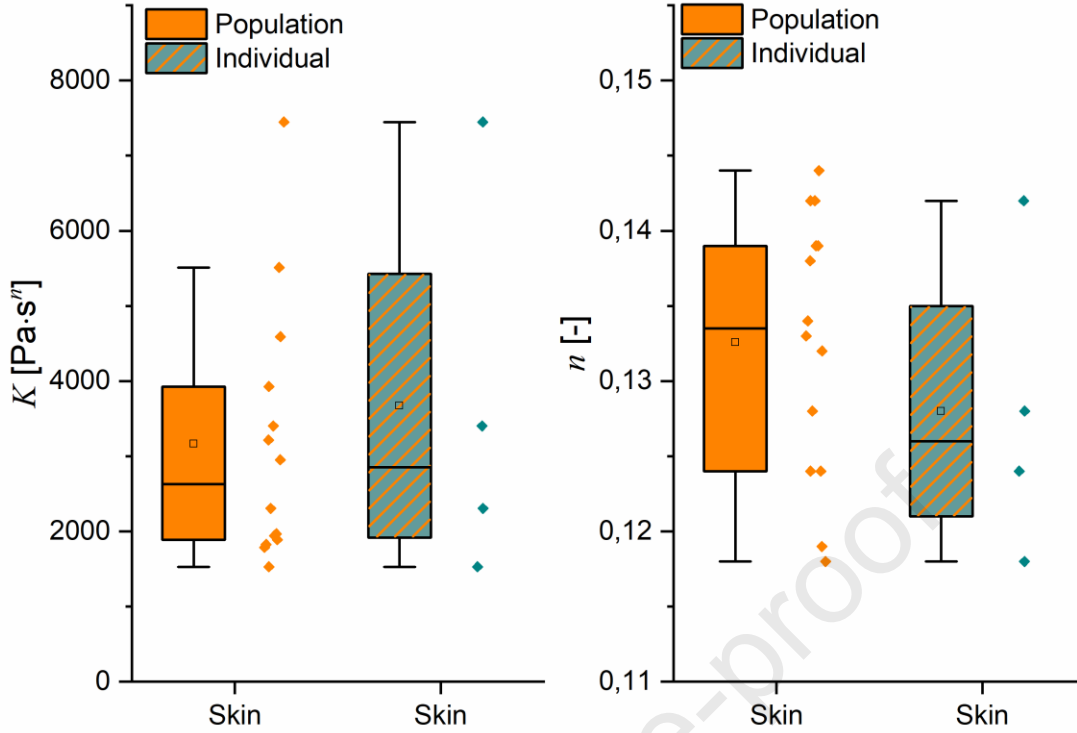 Population
Individual
8000
6000
4000
2000
0
K [Pa·sⁿ]
Skin
Skin
Population
Individual
0,15
0,14
0,13
0,12
0,11
n [-]
Skin
Skin
e-proof